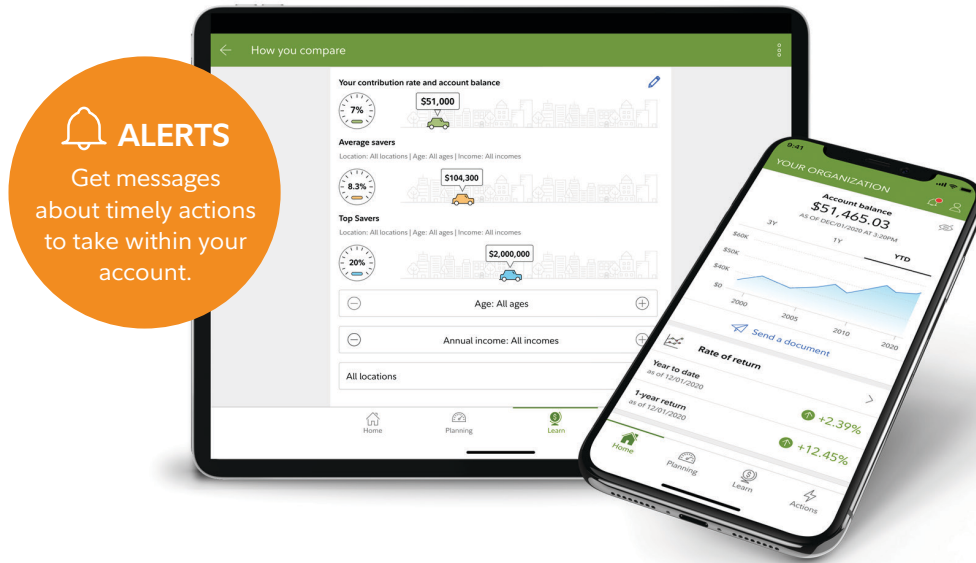 ALERTS
Get messages
about timely actions
to take within your
account.
How you compare
Your contribution rate and account balance
7%
$51,000
Average savers
Location: All locations | Age: All ages | Income: All incomes
8.3%
$104,300
Top Savers
Location: All locations | Age: All ages | Income: All incomes
20%
$2,000,000
Age: All ages
Annual income: All incomes
All locations
Home
Planning
Learn
9:41
YOUR ORGANIZATION
Account balance
$51,465.03
AS OF DEC/01/2020 AT 3:20PM
3Y
1Y
YTD
$60K
$50K
$40K
$0
2000
2005
2010
2020
Send a document
Rate of return
Year to date
as of 12/01/2020
+2.39%
1-year return
as of 12/01/2020
+12.45%
Home
Planning
Learn
Actions